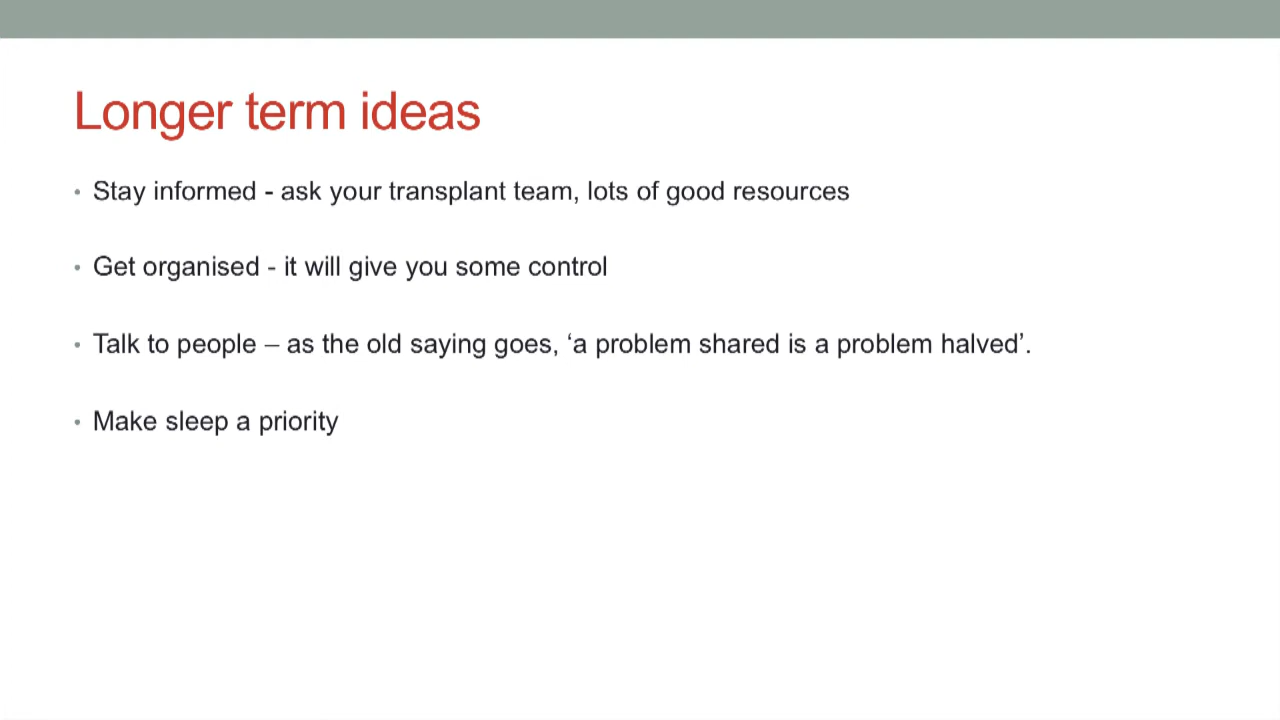 Longer term ideas
• Stay informed - ask your transplant team, lots of good resources
• Get organised - it will give you some control
• Talk to people – as the old saying goes, ‘a problem shared is a problem halved’.
• Make sleep a priority